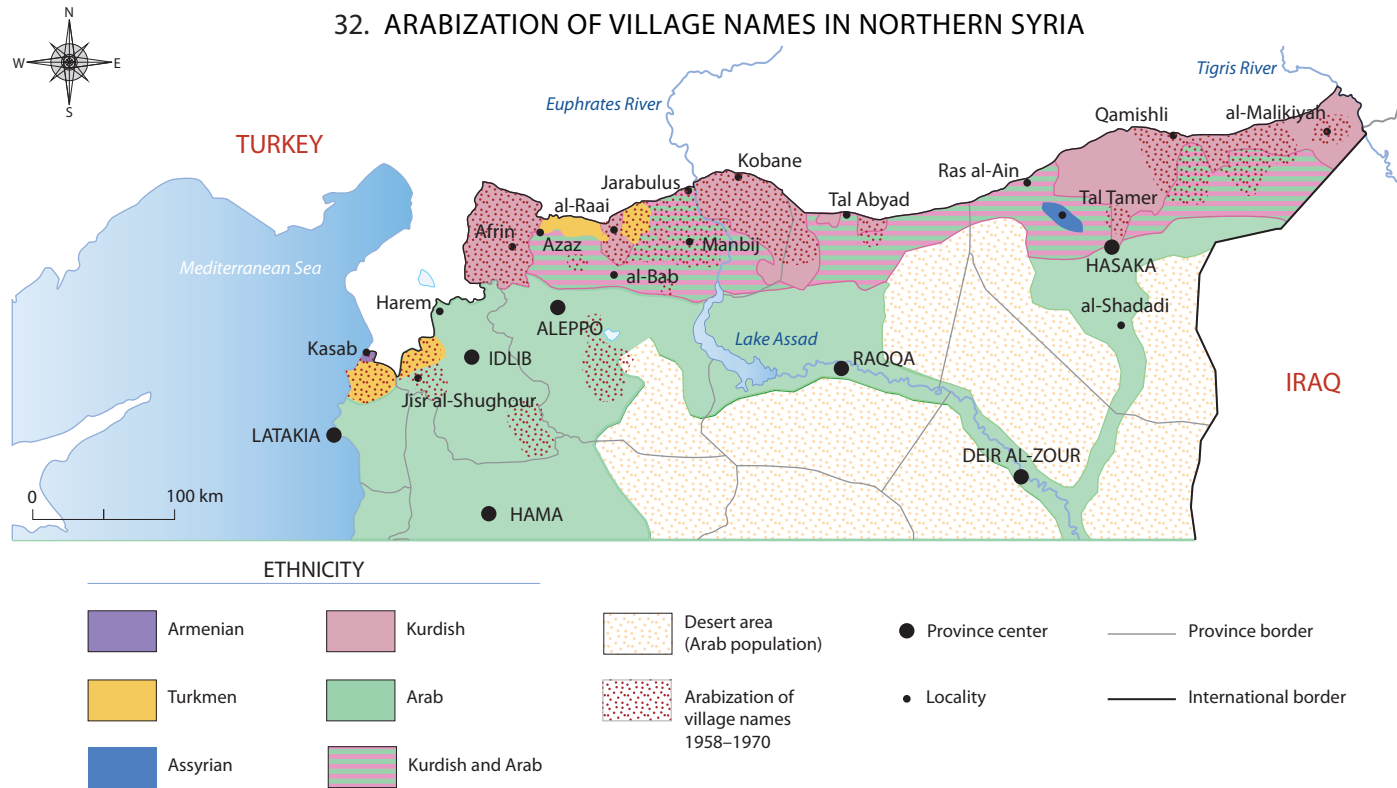 32. ARABIZATION OF VILLAGE NAMES IN NORTHERN SYRIA
N
W
E
S
Tigris River
Euphrates River
TURKEY
Qamishli
al-Malikiyah
Kobane
Ras al-Ain
Jarabulus
Tal Abyad
Tal Tamer
al-Raai
Afrin
Azaz
Manbij
HASAKA
Mediterranean Sea
al-Bab
Harem
al-Shadadi
ALEPPO
Lake Assad
Kasab
IDLIB
RAQQA
IRAQ
Jisr al-Shughour
LATAKIA
DEIR AL-ZOUR
0
100 km
HAMA
ETHNICITY
Armenian
Kurdish
Desert area
(Arab population)
Province center
Province border
Turkmen
Arab
Arabization of
village names
1958–1970
Locality
International border
Assyrian
Kurdish and Arab